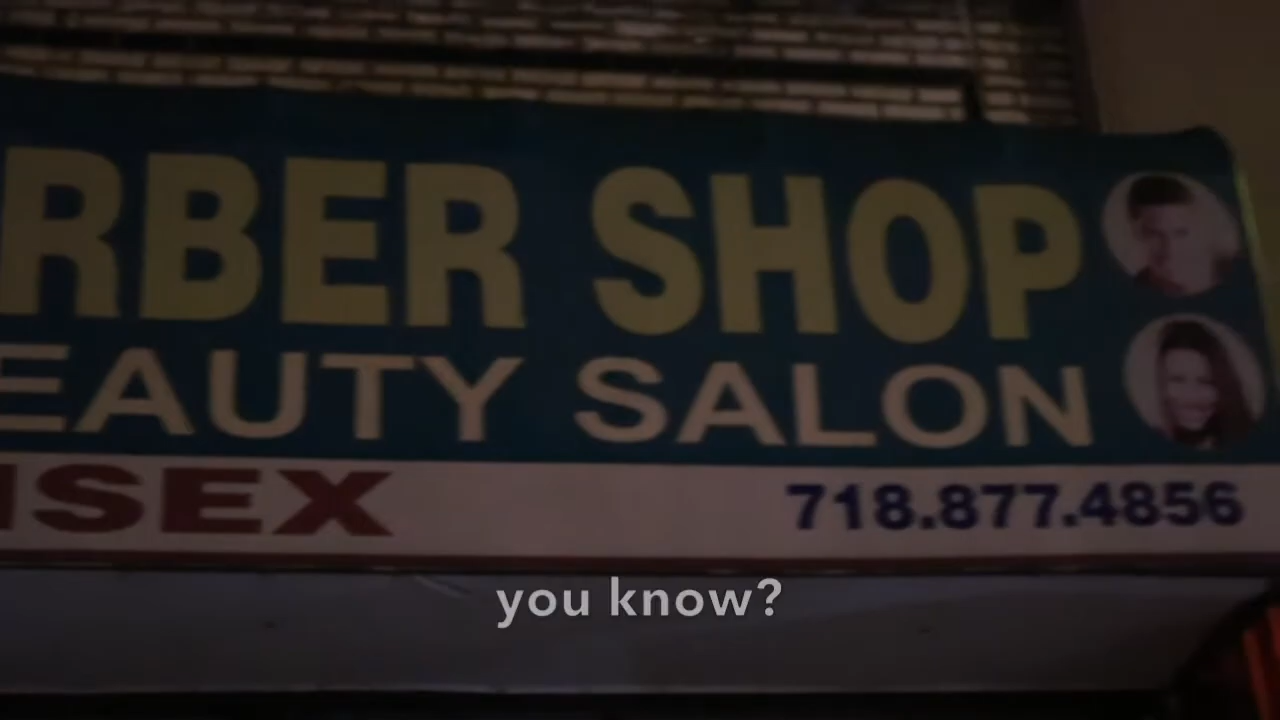 RBER SHOP
EAUTY SALON
ISEX
718.877.4856
you know?